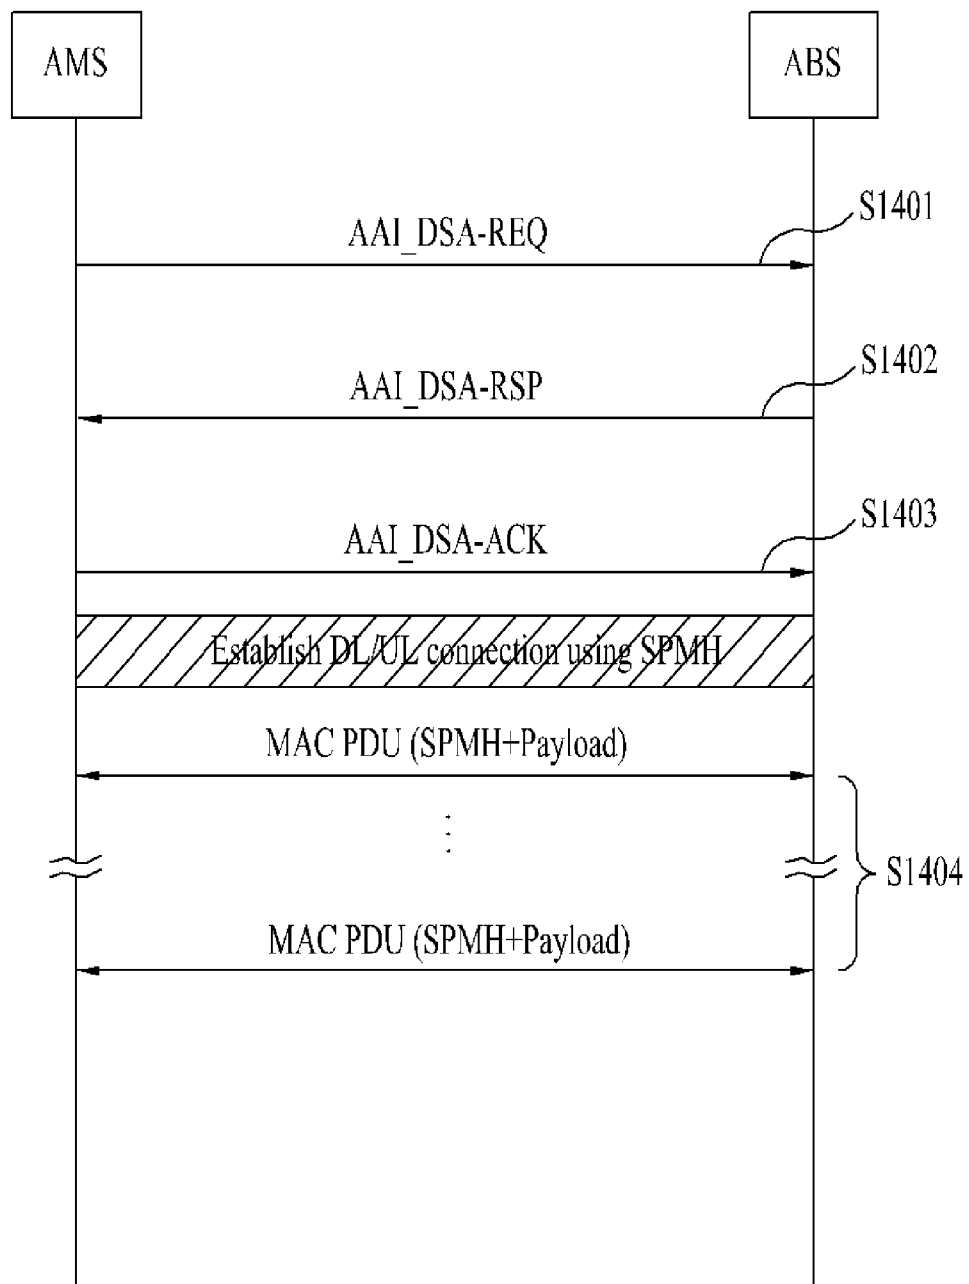 AMS
ABS
S1401
AAI_DSA-REQ
S1402
AAI_DSA-RSP
S1403
AAI_DSA-ACK
Establish DL/UL connection using SPMH
MAC PDU (SPMH+Payload)
S1404
MAC PDU (SPMH+Payload)